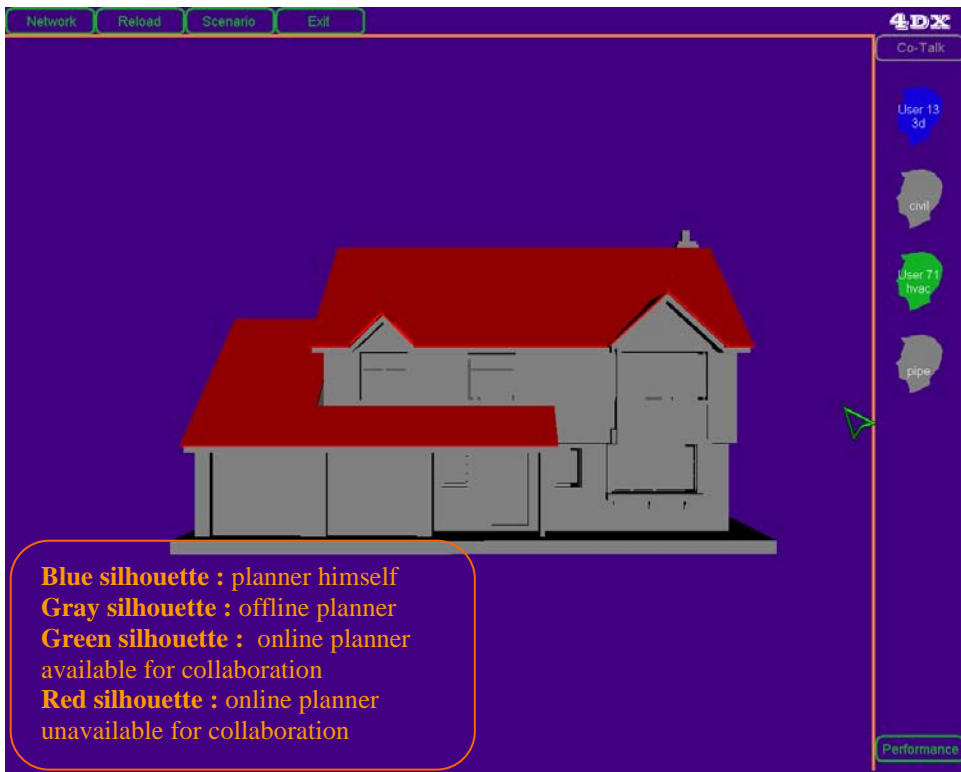 Network Reload Scenario Exit
4DX
Co-Talk
User 13
3d
civil
User 71
hvac
pipe
Blue silhouette : planner himself
Gray silhouette : offline planner
Green silhouette : online planner
available for collaboration
Red silhouette : online planner
unavailable for collaboration
Performance